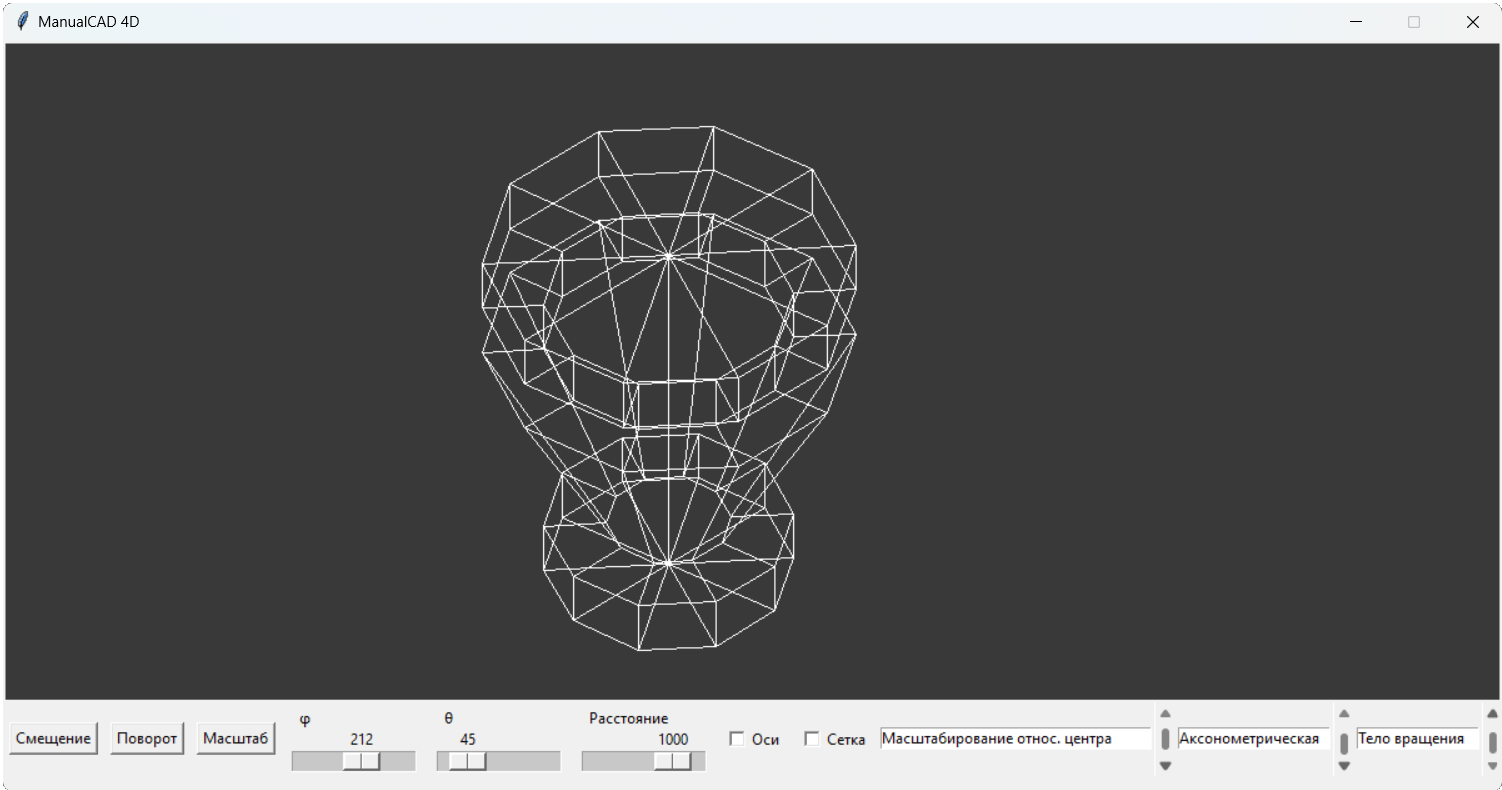 ManualCAD 4D
φ
θ
Расстояние
Смещение
Поворот
Масштаб
212
45
1000
Оси
Сетка
Масштабирование относ. центра
Аксонометрическая
Тело вращения